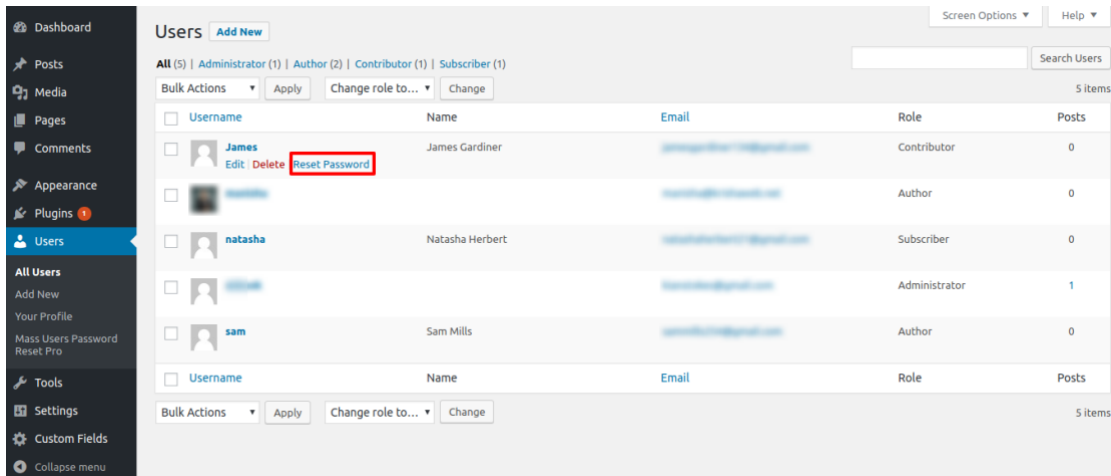 Dashboard
Posts
Media
Pages
Comments
Appearance
Plugins 1
Users
All Users
Add New
Your Profile
Mass Users Password
Reset Pro
Tools
Settings
Custom Fields
Collapse menu
Screen Options ▼ Help ▼
Users Add New
All (5) | Administrator (1) | Author (2) | Contributor (1) | Subscriber (1)
Search Users
Bulk Actions ▼ Apply Change role to... ▼ Change 5 items
Username Name Email Role Posts
James James Gardiner Contributor 0
Edit | Delete | Reset Password
Author 0
natasha Natasha Herbert Subscriber 0
Administrator 1
sam Sam Mills Author 0
Username Name Email Role Posts
Bulk Actions ▼ Apply Change role to... ▼ Change 5 items